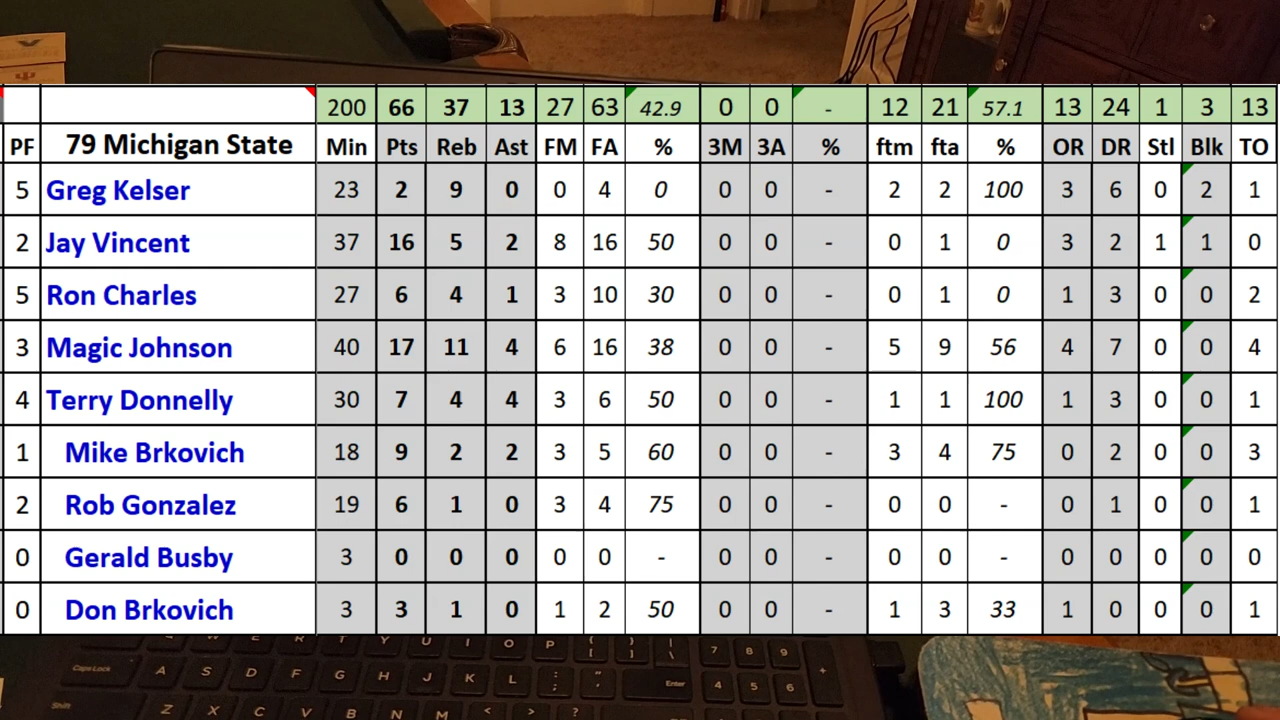 200 66 37 13 27 63 42.9 0 0 - 12 21 57.1 13 24 1 3 13
PF 79 Michigan State Min Pts Reb Ast FM FA % 3M 3A % ftm fta % OR DR Stl Blk TO
5 Greg Kelser 23 2 9 0 0 4 0 0 0 - 2 2 100 3 6 0 2 1
2 Jay Vincent 37 16 5 2 8 16 50 0 0 - 0 1 0 3 2 1 1 0
5 Ron Charles 27 6 4 1 3 10 30 0 0 - 0 1 0 1 3 0 0 2
3 Magic Johnson 40 17 11 4 6 16 38 0 0 - 5 9 56 4 7 0 0 4
4 Terry Donnelly 30 7 4 4 3 6 50 0 0 - 1 1 100 1 3 0 0 1
1 Mike Brkovich 18 9 2 2 3 5 60 0 0 - 3 4 75 0 2 0 0 3
2 Rob Gonzalez 19 6 1 0 3 4 75 0 0 - 0 0 - 0 1 0 0 1
0 Gerald Busby 3 0 0 0 0 0 - 0 0 - 0 0 - 0 0 0 0 0
0 Don Brkovich 3 3 1 0 1 2 50 0 0 - 1 3 33 1 0 0 0 1
W E R T Y U I O P { [ } ] | \ 7 8 9 +
Caps Lock A S D F G H J K L : ; " ' Enter 4 5 6
Shift Z X C V B N M < > ?